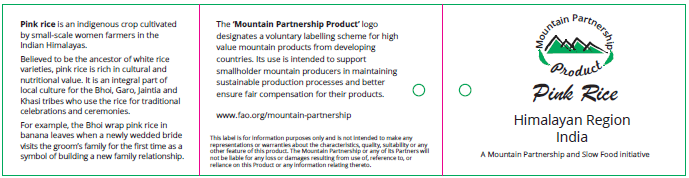 Pink rice is an indigenous crop cultivated
by small-scale women farmers in the
Indian Himalayas.
Believed to be the ancestor of white rice
varieties, pink rice is rich in cultural and
nutritional value. It is an integral part of
local culture for the Bhoi, Garo, Jaintia and
Khasi tribes who use the rice for traditional
celebrations and ceremonies.
For example, the Bhoi wrap pink rice in
banana leaves when a newly wedded bride
visits the groom's family for the first time as a
symbol of building a new family relationship.
The 'Mountain Partnership Product' logo
designates a voluntary labelling scheme for high
value mountain products from developing
countries. Its use is intended to support
smallholder mountain producers in maintaining
sustainable production processes and better
ensure fair compensation for their products.
www.fao.org/mountain-partnership
This label is for information purposes only and is not intended to make any
representations or warranties about the characteristics, quality, suitability or any
other feature of this product. The Mountain Partnership or any of its Partners will
not be liable for any loss or damages resulting from use of, reference to, or
reliance on this Product or any information relating thereto.
Mountain Partnership
Product
Pink Rice
Himalayan Region
India
A Mountain Partnership and Slow Food initiative